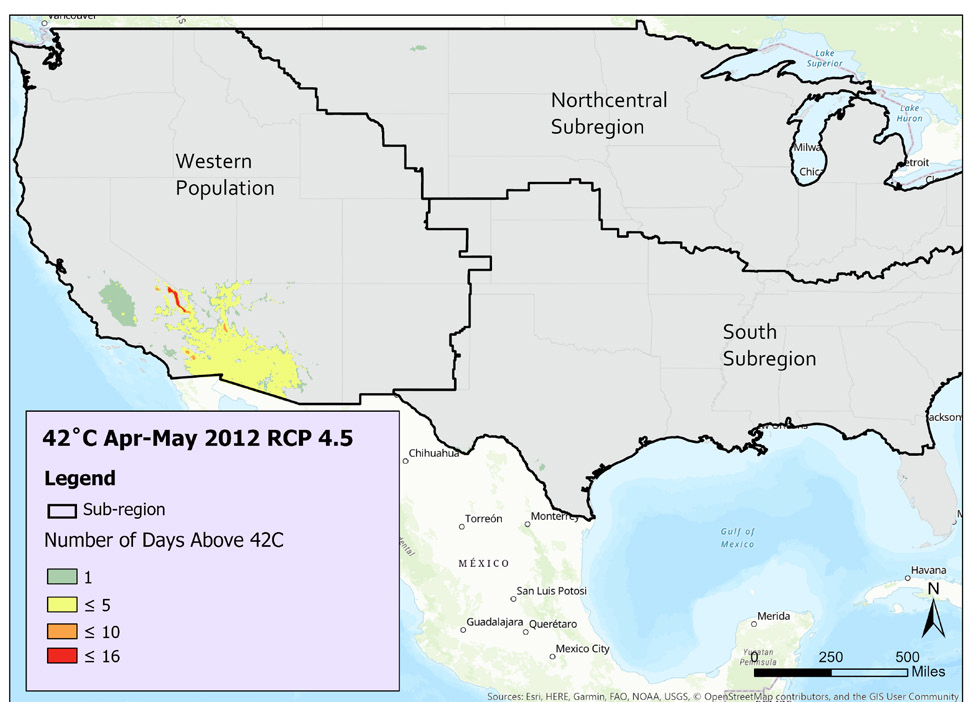 Vancouver
Northcentral
Subregion
Western
Population
Lake
Superior
Lake
Huron
Milwa
Chica
etroit
Cle
South
Subregion
acksonv
42°C Apr-May 2012 RCP 4.5
Legend
Sub-region
Number of Days Above 42C
1
≤ 5
≤ 10
≤ 16
Chihuahua
Torreón
Monterrey
MÉXICO
San Luis Potosi
Guadalajara
Querétaro
Mexico City
Gulf of
Mexico
Havana
Merida
Yucatan
Peninsula
N
0 250 500
Miles
Sources: Esri, HERE, Garmin, FAO, NOAA, USGS, © OpenStreetMap contributors, and the GIS User Community